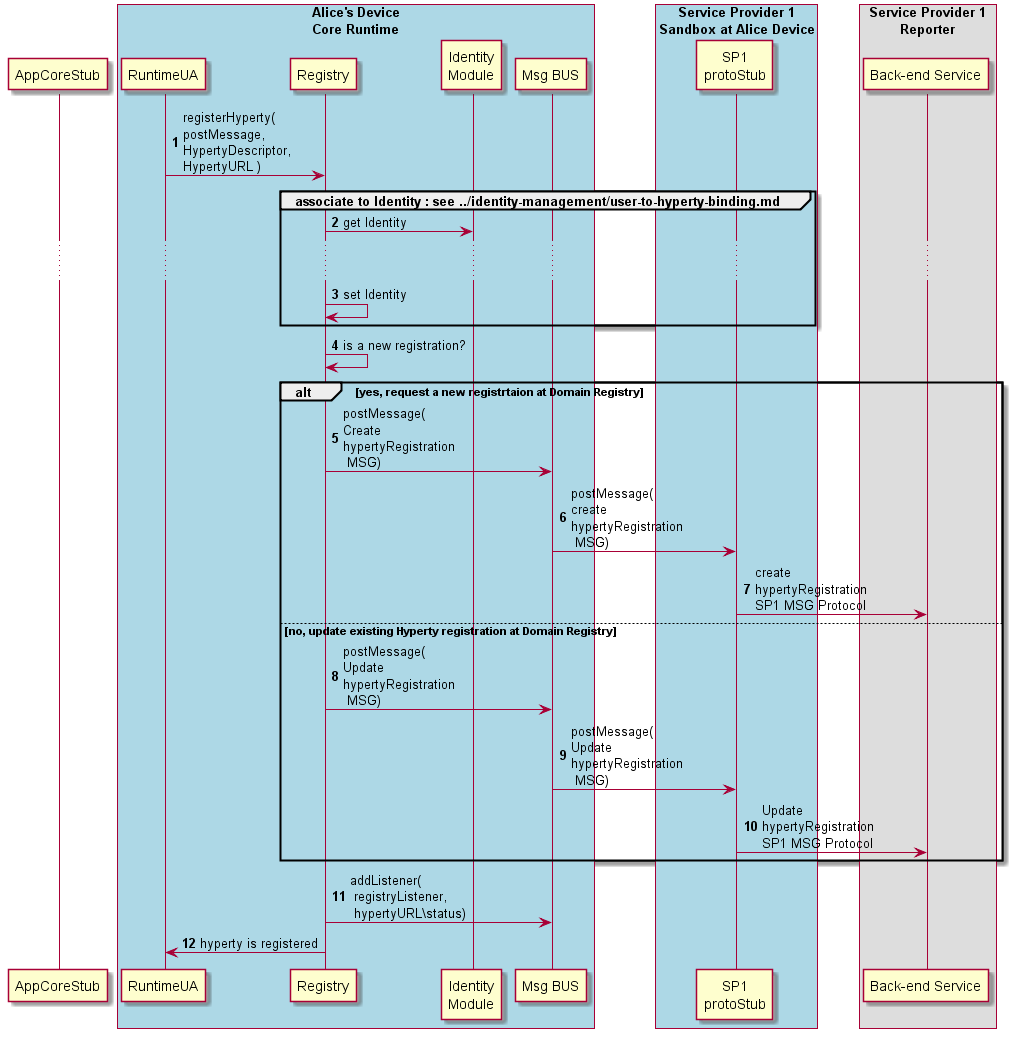 Alice's Device
Core Runtime
Service Provider 1
Sandbox at Alice Device
Service Provider 1
Reporter
AppCoreStub
RuntimeUA
Registry
Identity
Module
Msg BUS
SP1
protoStub
Back-end Service
1 registerHyperty(
postMessage,
HypertyDescriptor,
HypertyURL )
associate to Identity : see ../identity-management/user-to-hyperty-binding.md
2 get Identity
3 set Identity
4 is a new registration?
alt [yes, request a new registrtaion at Domain Registry]
5 postMessage(
Create
hypertyRegistration
MSG)
6 postMessage(
create
hypertyRegistration
MSG)
7 create
hypertyRegistration
SP1 MSG Protocol
[no, update existing Hyperty registration at Domain Registry]
8 postMessage(
Update
hypertyRegistration
MSG)
9 postMessage(
Update
hypertyRegistration
MSG)
10 Update
hypertyRegistration
SP1 MSG Protocol
11 addListener(
registryListener,
hypertyURL\status)
12 hyperty is registered
AppCoreStub
RuntimeUA
Registry
Identity
Module
Msg BUS
SP1
protoStub
Back-end Service